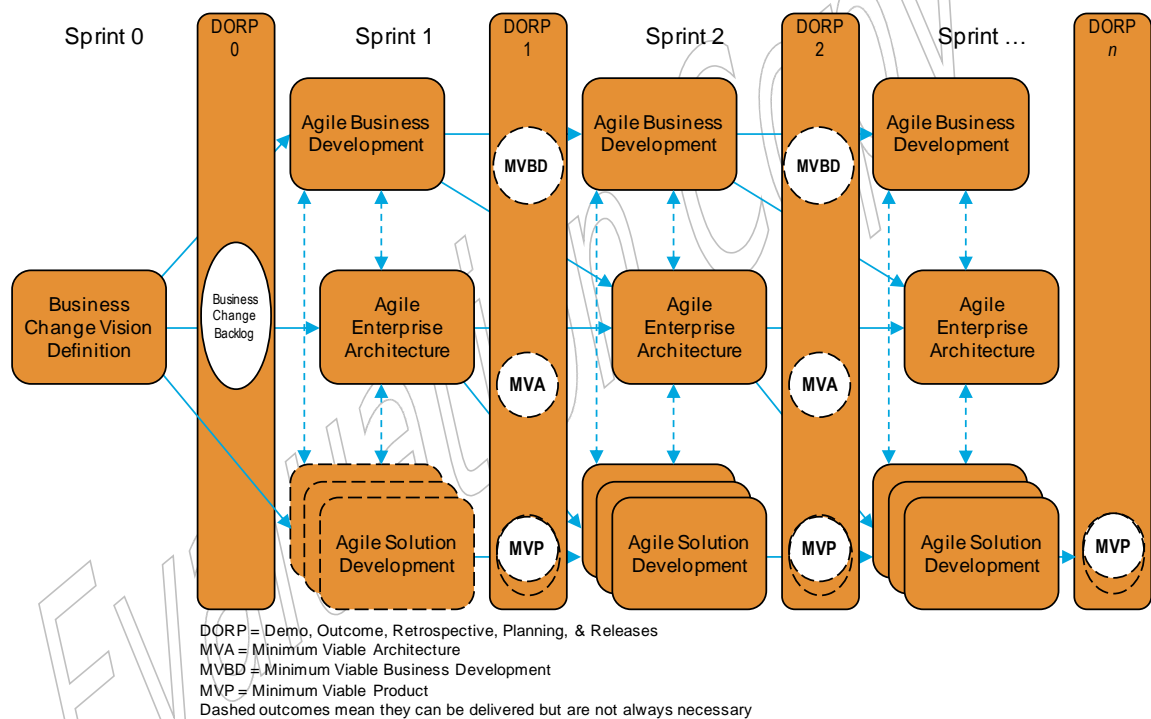 Sprint 0
DORP
0
Sprint 1
DORP
1
Sprint 2
DORP
2
Sprint …
DORP
n
Agile Business
Development
MVBD
Agile Business
Development
MVBD
Agile Business
Development
Business
Change Vision
Definition
Business
Change
Backlog
Agile
Enterprise
Architecture
MVA
Agile
Enterprise
Architecture
MVA
Agile
Enterprise
Architecture
Agile Solution
Development
MVP
Agile Solution
Development
MVP
Agile Solution
Development
MVP
DORP = Demo, Outcome, Retrospective, Planning, & Releases
MVA = Minimum Viable Architecture
MVBD = Minimum Viable Business Development
MVP = Minimum Viable Product
Dashed outcomes mean they can be delivered but are not always necessary